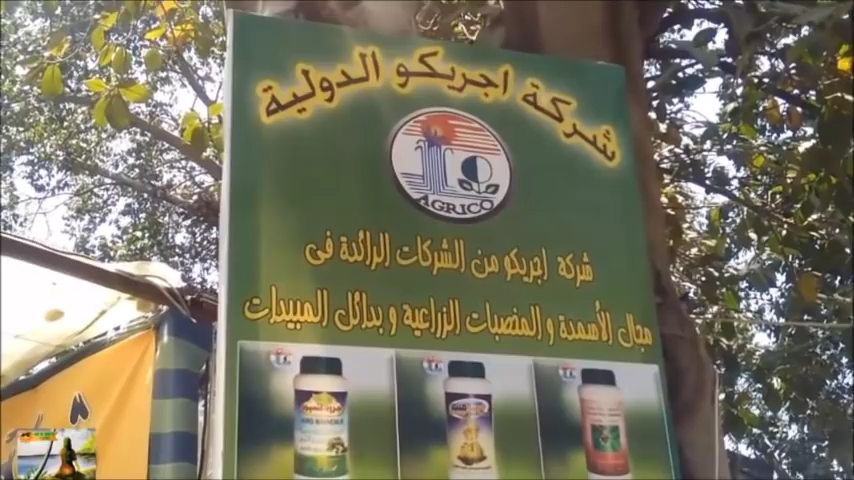 شركة اجريكو الدولية
AGRICO
شركة اجريكو من الشركات الرائدة فى
مجال الأسمدة و المخصبات الزراعية و بدائل المبيدات